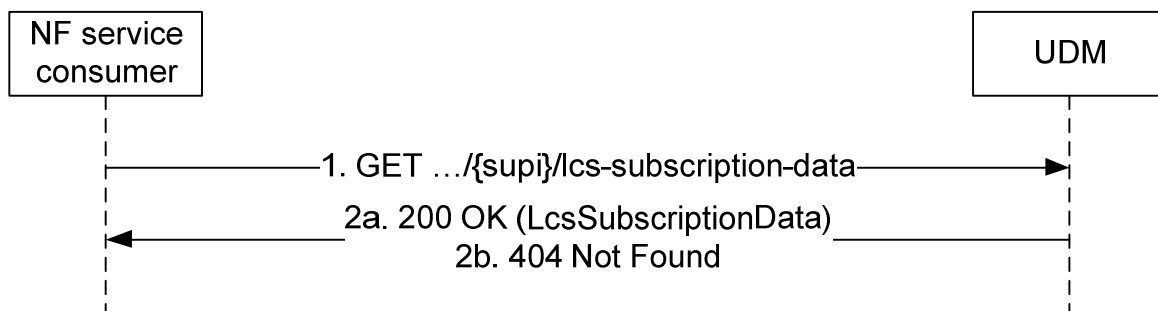 NF service
consumer
UDM
1. GET …/{supi}/lcs-subscription-data
2a. 200 OK (LcsSubscriptionData)
2b. 404 Not Found